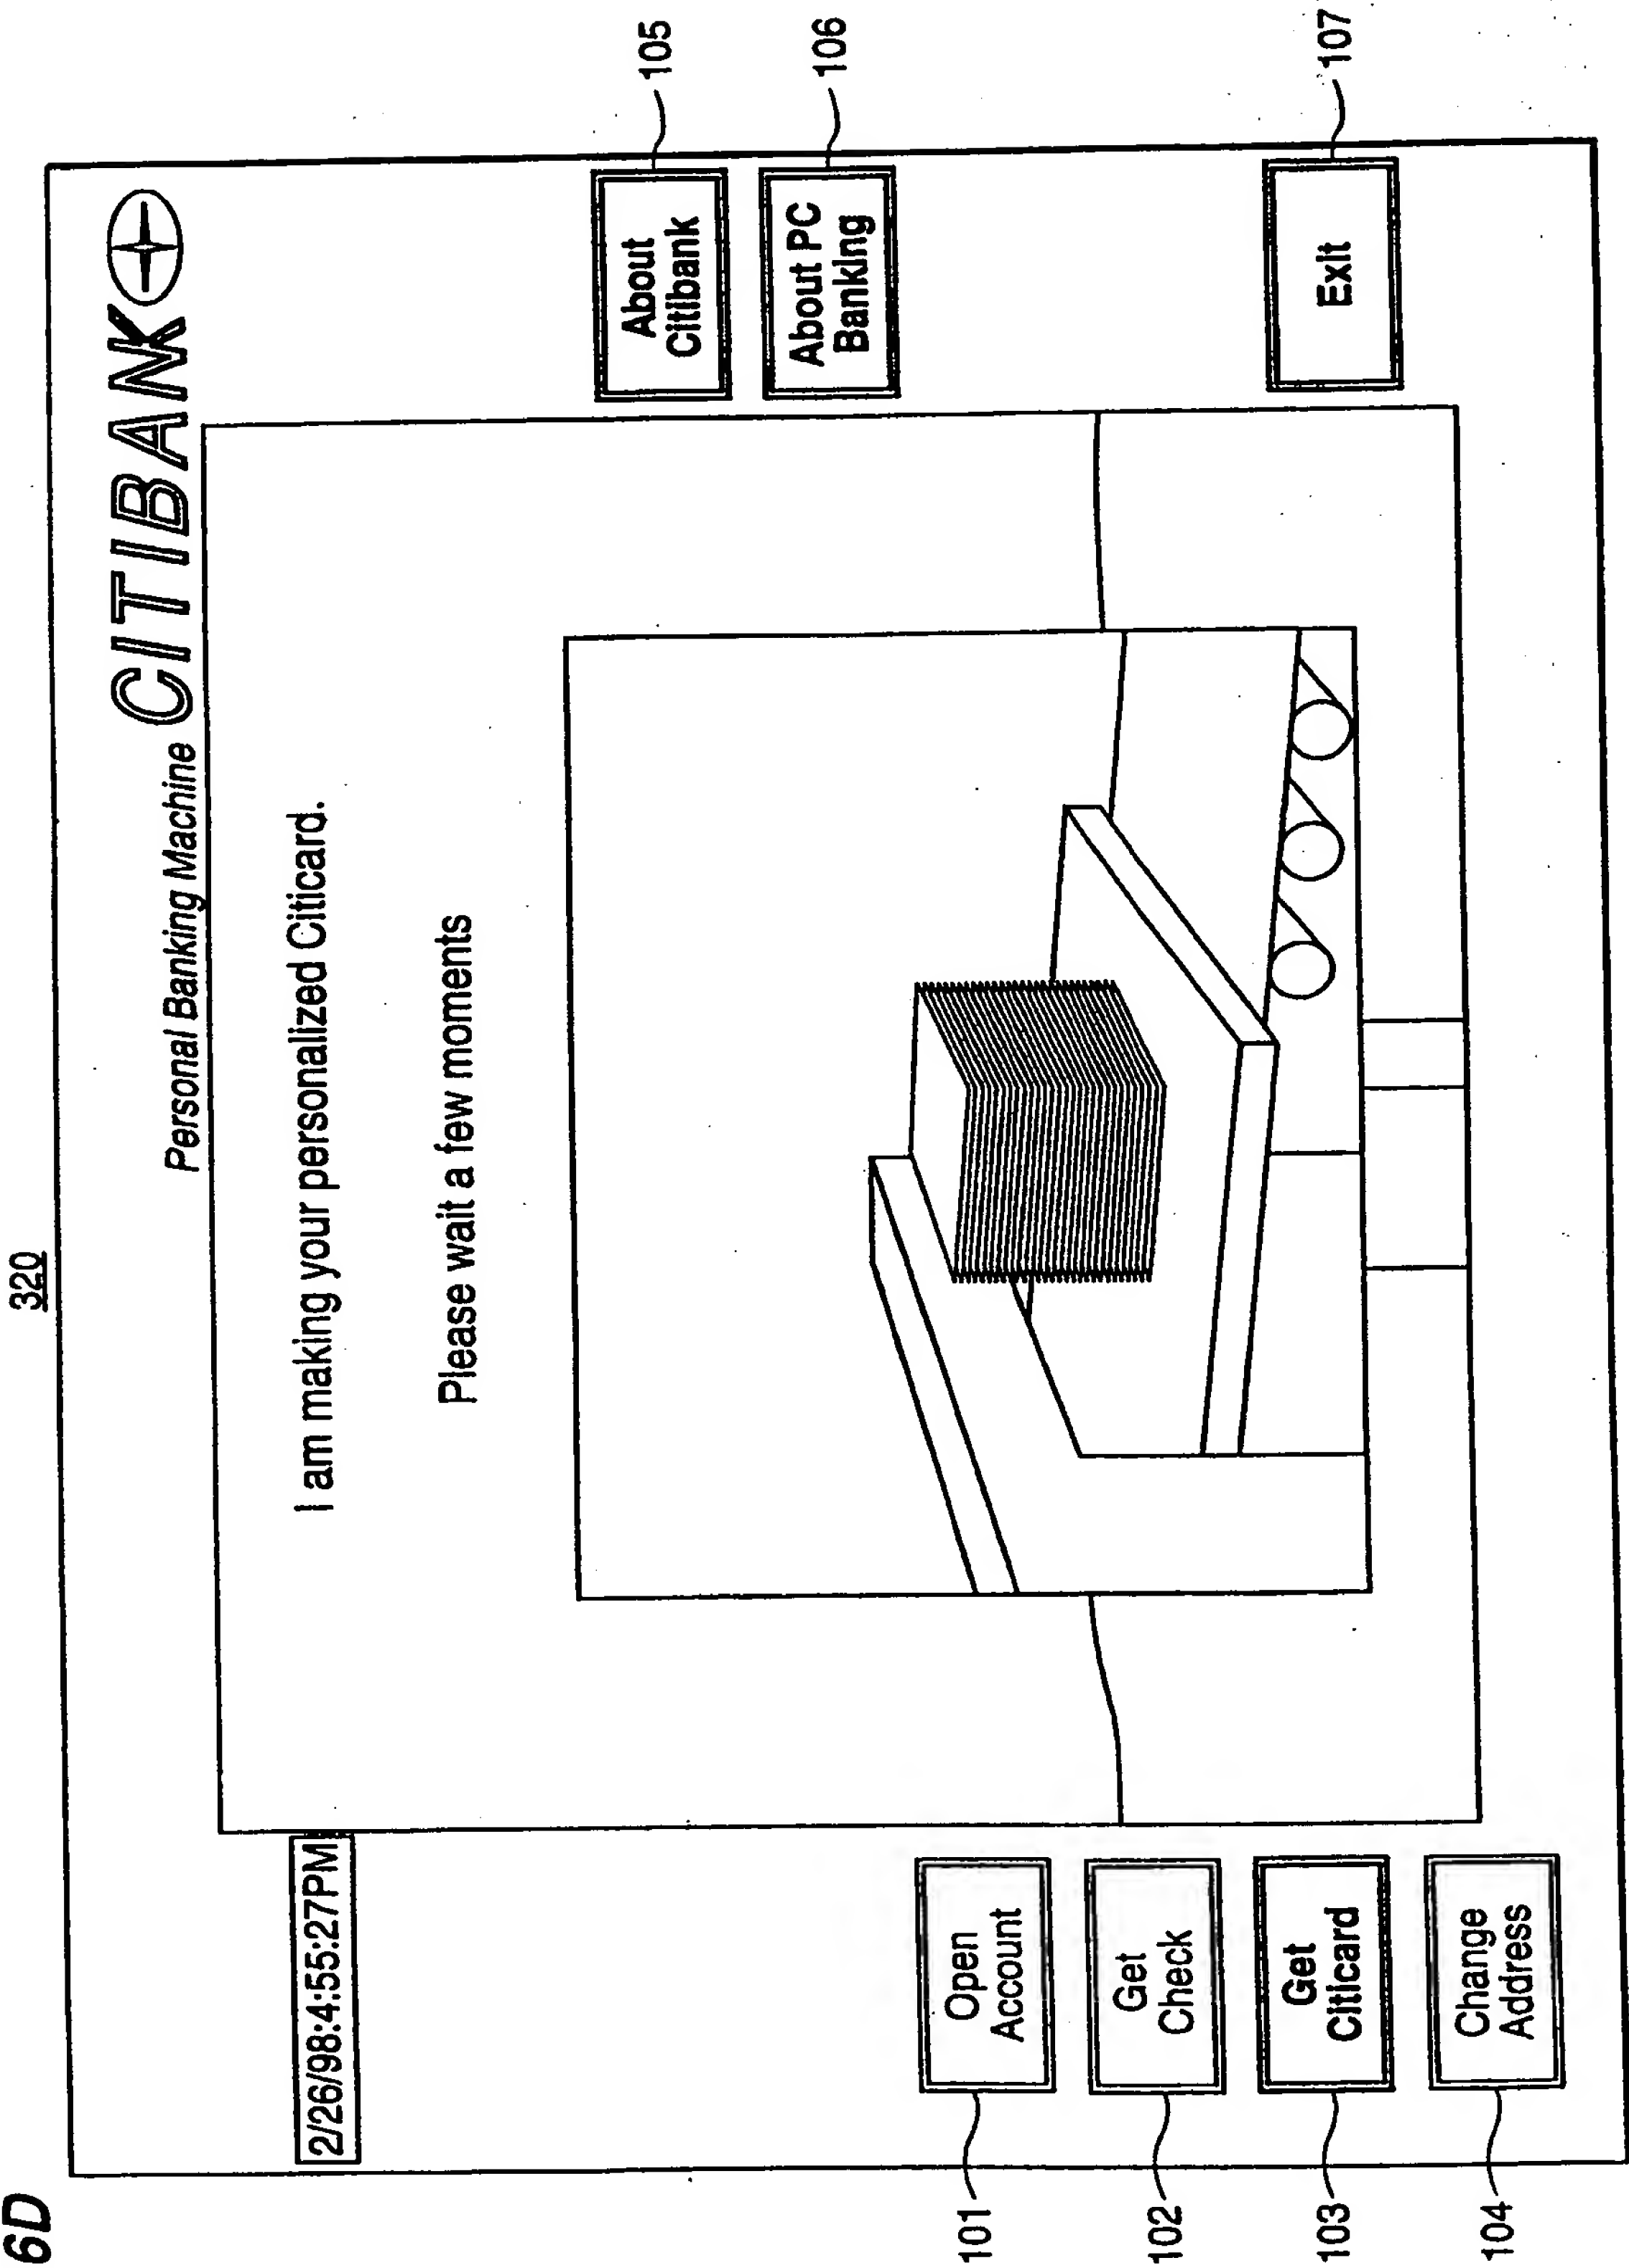 6D
320
Personal Banking Machine CITIBANK
2/26/98:4:55:27PM
I am making your personalized Citicard.
Please wait a few moments
About
Citibank
105
About PC
Banking
106
101
Open
Account
102
Get
Check
103
Get
Citicard
Exit
107
104
Change
Address